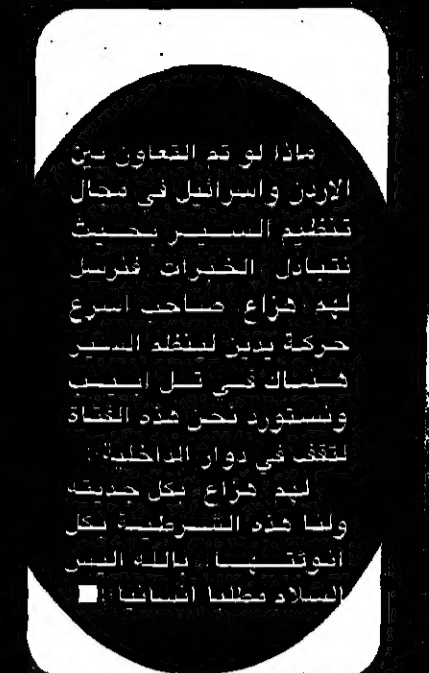 ماذا لو تم التعاون بين
الاردن واسرائيل في مجال
تنظيم السير بحيث
نتبادل الخبرات فنرسل
لهم هزاع صاحب اسرع
حركة يدين لينظم السير
هناك في تل ابيب
ونستورد نحن هذه الفتاة
لتقف في دوار الداخلية !
لهم هزاع بكل جديته
ولنا هذه الشرطية بكل
انوثتها .. بالله اليس
السلام مطلبا انسانيا !